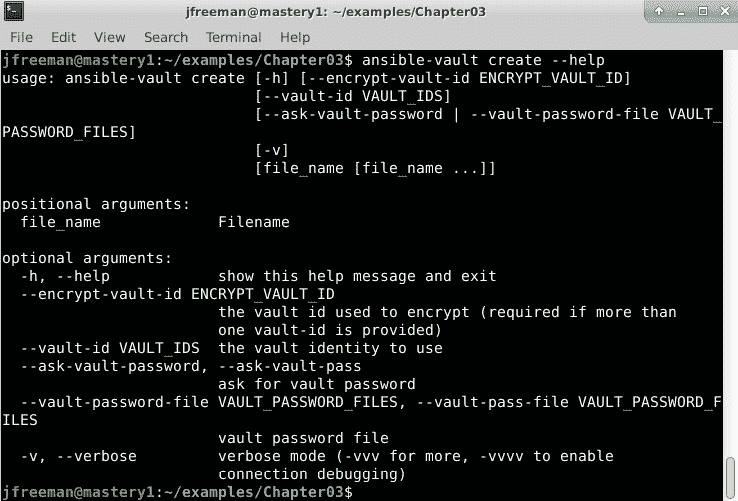 jfreeman@mastery1: ~/examples/Chapter03
File Edit View Search Terminal Help
jfreeman@mastery1:~/examples/Chapter03$ ansible-vault create --help
usage: ansible-vault create [-h] [--encrypt-vault-id ENCRYPT_VAULT_ID]
                            [--vault-id VAULT_IDS]
                            [--ask-vault-password | --vault-password-file VAULT_
PASSWORD_FILES]
                            [-v]
                            [file_name [file_name ...]]

positional arguments:
  file_name             Filename

optional arguments:
  -h, --help            show this help message and exit
  --encrypt-vault-id ENCRYPT_VAULT_ID
                        the vault id used to encrypt (required if more than
                        one vault-id is provided)
  --vault-id VAULT_IDS  the vault identity to use
  --ask-vault-password, --ask-vault-pass
                        ask for vault password
  --vault-password-file VAULT_PASSWORD_FILES, --vault-pass-file VAULT_PASSWORD_F
ILES
                        vault password file
  -v, --verbose         verbose mode (-vvv for more, -vvvv to enable
                        connection debugging)
jfreeman@mastery1:~/examples/Chapter03$